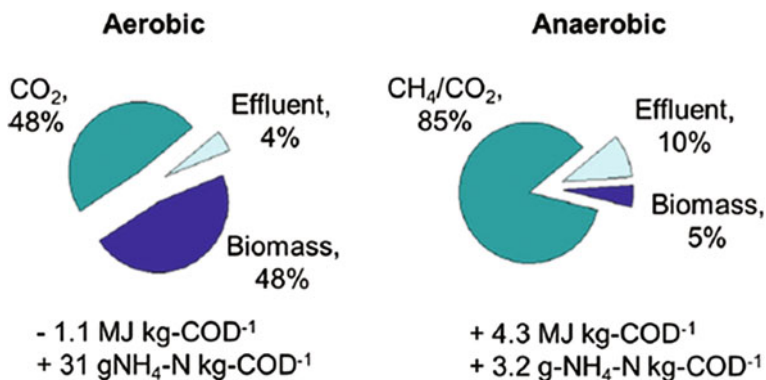 Aerobic
CO₂,
48%
Effluent,
4%
Biomass,
48%
- 1.1 MJ kg-COD⁻¹
+ 31 gNH₄-N kg-COD⁻¹
Anaerobic
CH₄/CO₂,
85%
Effluent,
10%
Biomass,
5%
+ 4.3 MJ kg-COD⁻¹
+ 3.2 g-NH₄-N kg-COD⁻¹